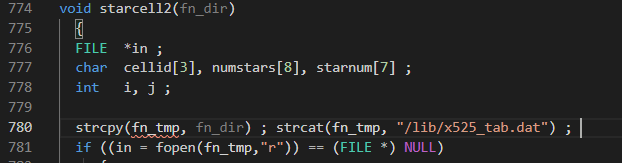 774 void starcell2(fn_dir)
775 {
776 FILE *in ;
777 char cellid[3], numstars[8], starnum[7] ;
778 int i, j ;
779
780 strcpy(fn_tmp, fn_dir) ; strcat(fn_tmp, "/lib/x525_tab.dat") ;
781 if ((in = fopen(fn_tmp,"r")) == (FILE *) NULL)